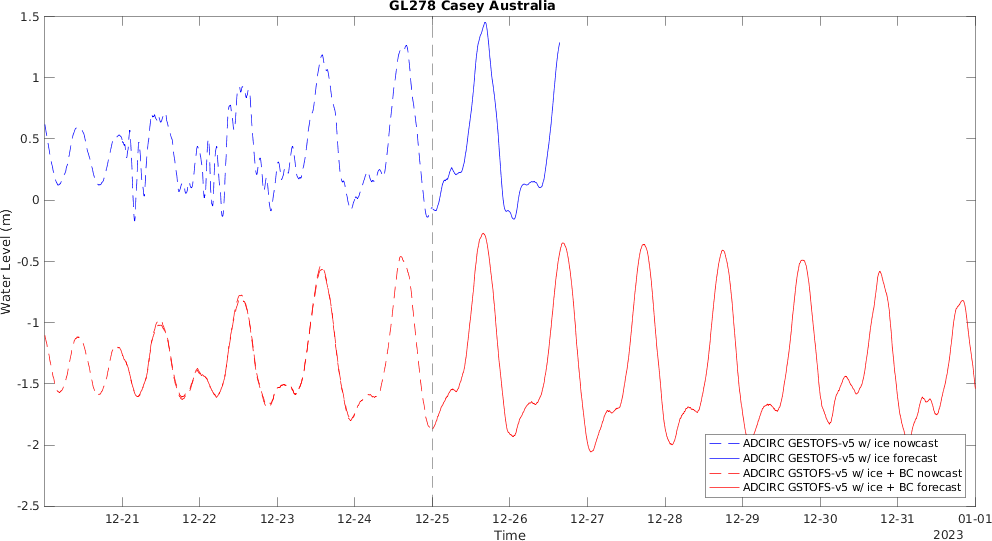 GL278 Casey Australia
Water Level (m)
1.5
1
0.5
0
-0.5
-1
-1.5
-2
-2.5
ADCIRC GESTOFS-v5 w/ ice nowcast
ADCIRC GESTOFS-v5 w/ ice forecast
ADCIRC GSTOFS-v5 w/ ice + BC nowcast
ADCIRC GSTOFS-v5 w/ ice + BC forecast
12-21 12-22 12-23 12-24 12-25 12-26 12-27 12-28 12-29 12-30 12-31 01-01
Time
2023